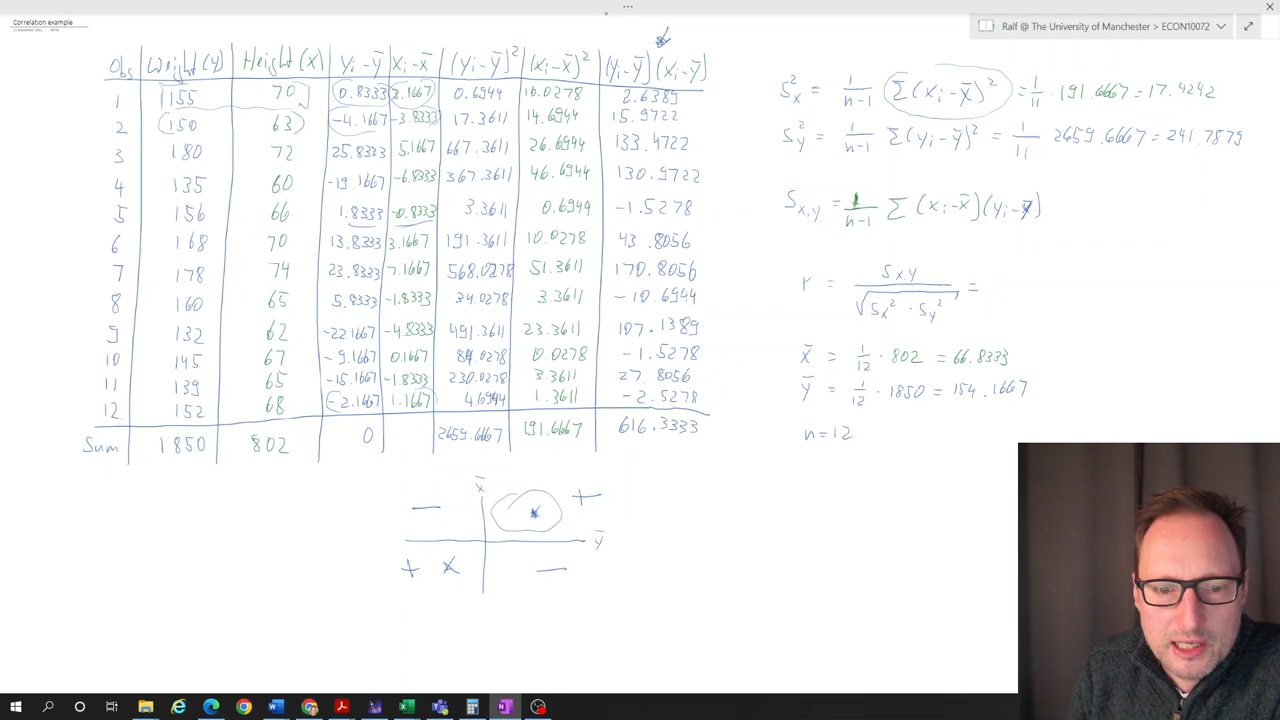 Correlation example
17 November 2022 09:46
Ralf @ The University of Manchester > ECON10072
Obs | Weight (Y) | Height (X) | Yi-Ȳ | Xi-X̄ | (Yi-Ȳ)² | (Xi-X̄)² | (Yi-Ȳ)(Xi-X̄)
1 | 155 | 70 | 0.8333 | 3.1667 | 0.6944 | 10.0278 | 2.6389
2 | 150 | 63 | -4.1667 | -3.8333 | 17.3611 | 14.6944 | 15.9722
3 | 180 | 72 | 25.8333 | 5.1667 | 667.3611 | 26.6944 | 133.4722
4 | 135 | 60 | -19.1667 | -6.8333 | 367.3611 | 46.6944 | 130.9722
5 | 156 | 66 | 1.8333 | -0.8333 | 3.3611 | 0.6944 | -1.5278
6 | 168 | 70 | 13.8333 | 3.1667 | 191.3611 | 10.0278 | 43.8056
7 | 178 | 74 | 23.8333 | 7.1667 | 568.0278 | 51.3611 | 170.8056
8 | 160 | 65 | 5.8333 | -1.8333 | 34.0278 | 3.3611 | -10.6944
9 | 132 | 62 | -22.1667 | -4.8333 | 491.3611 | 23.3611 | 107.1389
10 | 145 | 67 | -9.1667 | 0.1667 | 84.0278 | 0.0278 | -1.5278
11 | 139 | 65 | -15.1667 | -1.8333 | 230.0278 | 3.3611 | 27.8056
12 | 152 | 68 | -2.1667 | 1.1667 | 4.6944 | 1.3611 | -2.5278
Sum | 1850 | 802 | 0 | 2659.6667 | 191.6667 | 616.3333
Sx² = 1/(n-1) Σ(xi-x̄)² = 1/11 · 191.6667 = 17.4242
Sy² = 1/(n-1) Σ(yi-ȳ)² = 1/11 2659.6667 = 241.7879
Sx,y = 1/(n-1) Σ (xi-x̄)(yi-ȳ)
r = Sxy / √(Sx² · Sy²) =
x̄ = 1/12 · 802 = 66.8333
ȳ = 1/12 · 1850 = 154.1667
n=12
x̄
- +
ȳ
+ x -